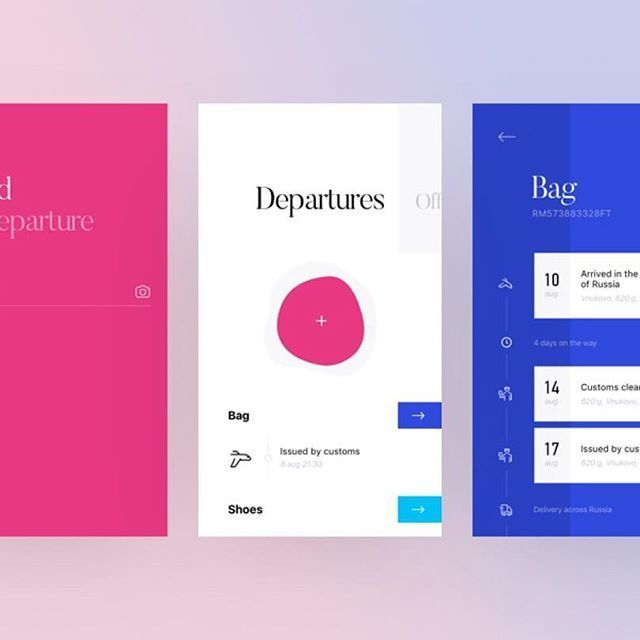 d
eparture
Departures
Off
+
Bag
Issued by customs
8 aug 21:30
Shoes
Bag
RM573883328FT
10
aug
Arrived in the
of Russia
Vnukovo, 620 g,
4 days on the way
14
aug
Customs clea
620 g, Vnukovo,
17
aug
Issued by cus
620 g, Vnukovo,
Delivery across Russia